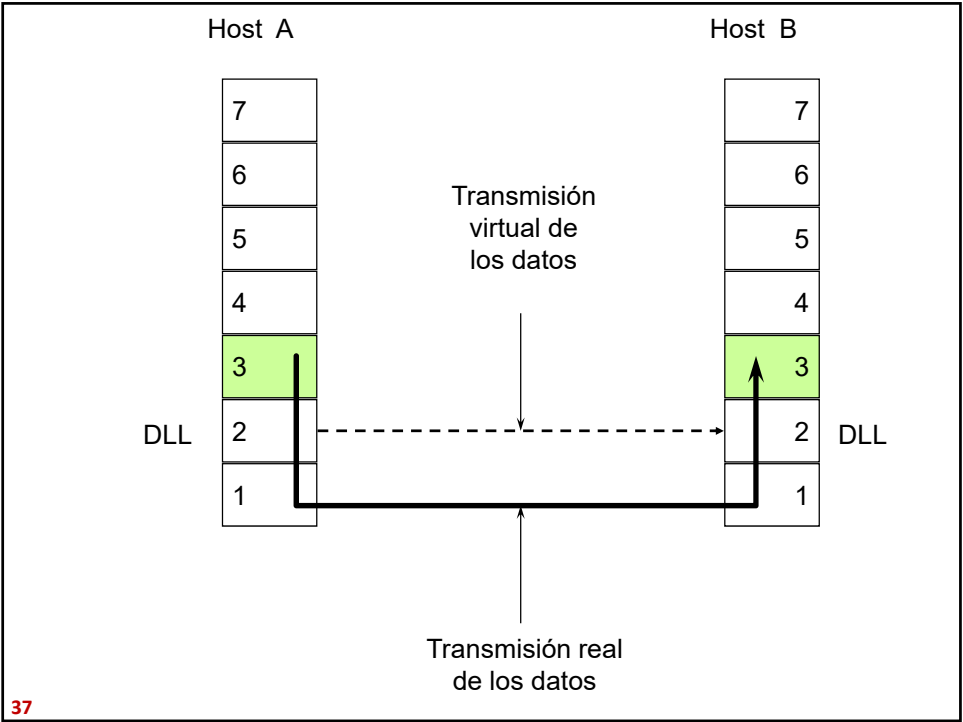 Host A
Host B
7
7
6
6
Transmisión
virtual de
los datos
5
5
4
4
3
3
DLL
2
2
DLL
1
1
Transmisión real
de los datos
37